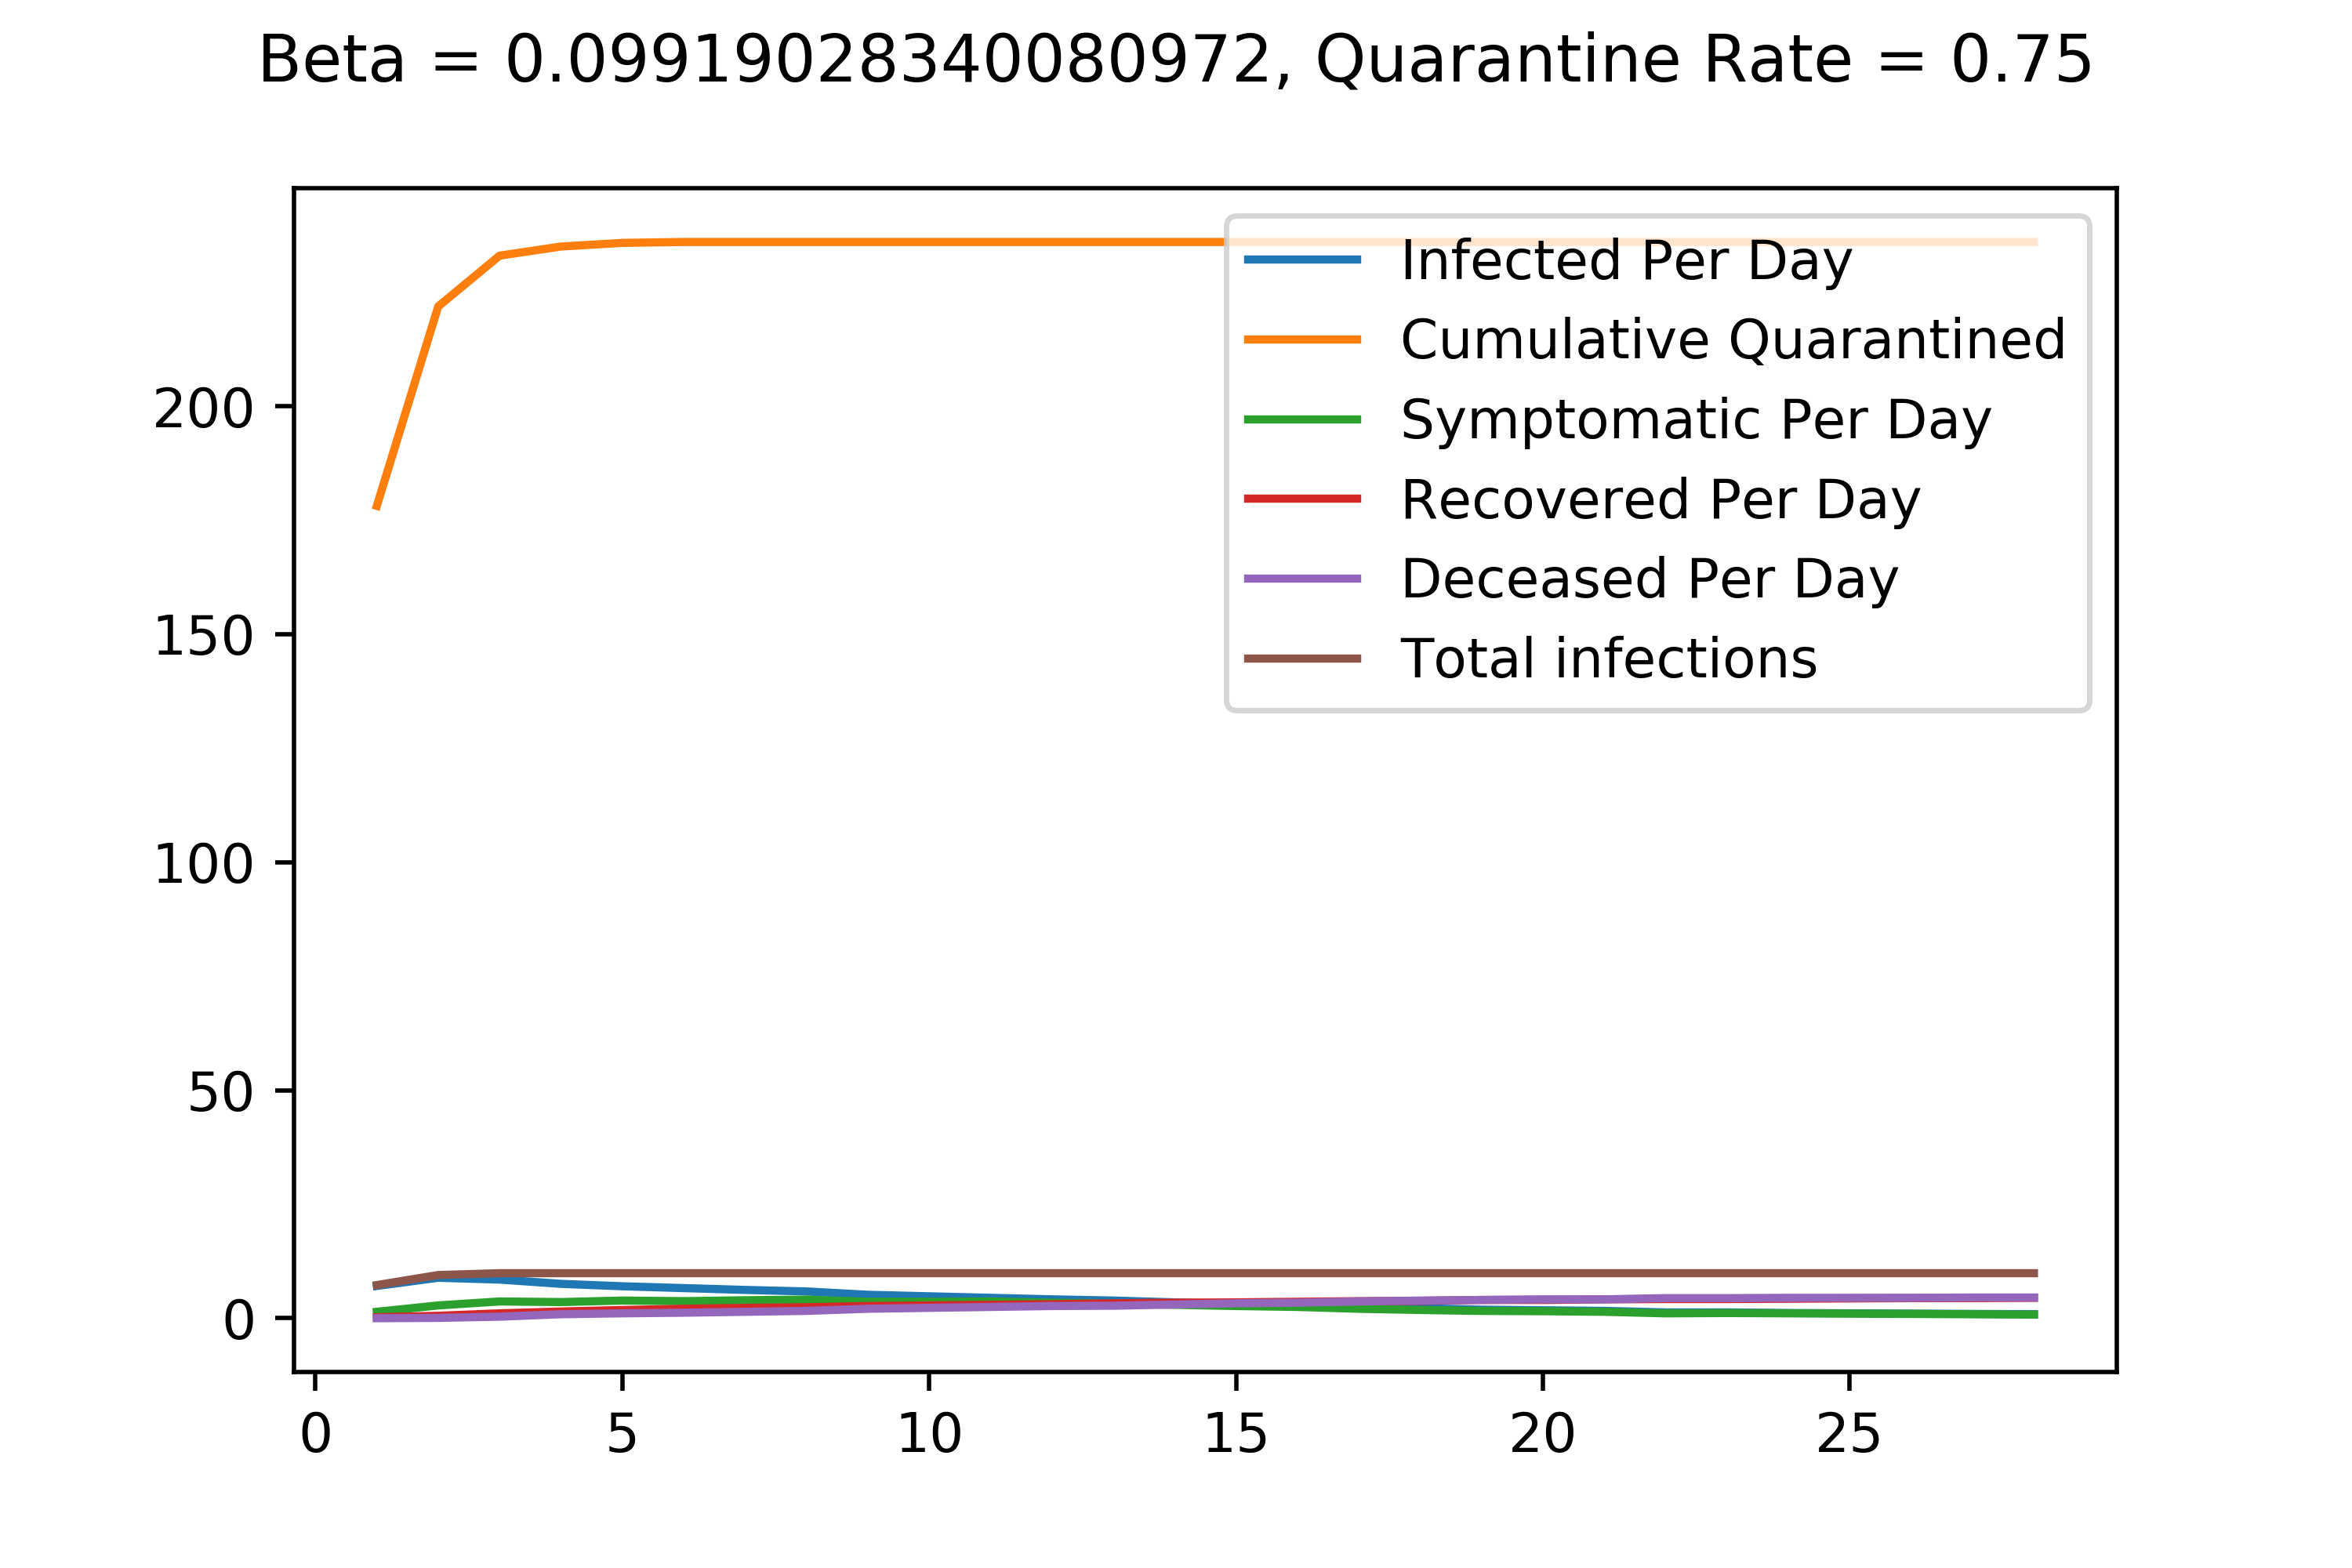 Beta = 0.09919028340080972, Quarantine Rate = 0.75
Infected Per Day
Cumulative Quarantined
Symptomatic Per Day
Recovered Per Day
Deceased Per Day
Total infections
200
150
100
50
0
0 5 10 15 20 25